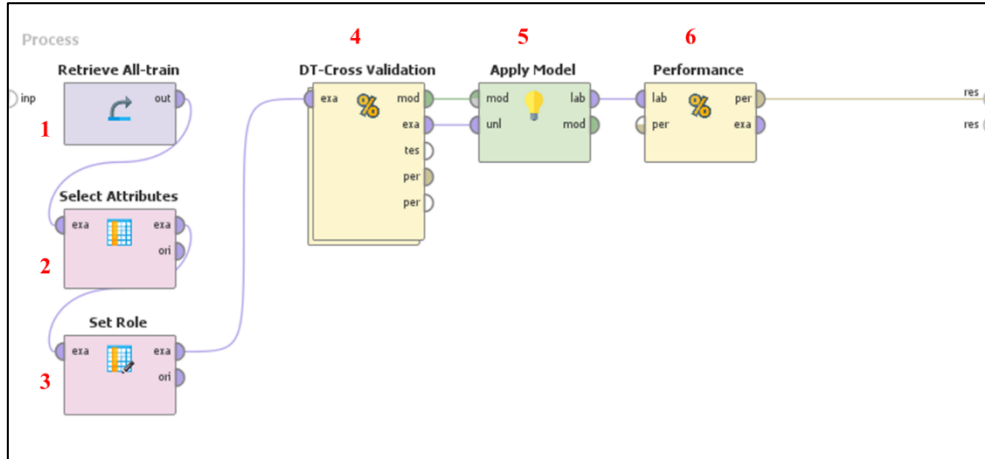 Process
inp
1
Retrieve All-train
out
2
Select Attributes
exa exa
ori
3
Set Role
exa exa
ori
4
DT-Cross Validation
exa mod
exa
tes
per
per
5
Apply Model
mod lab
unl mod
6
Performance
lab per
per exa
res
res